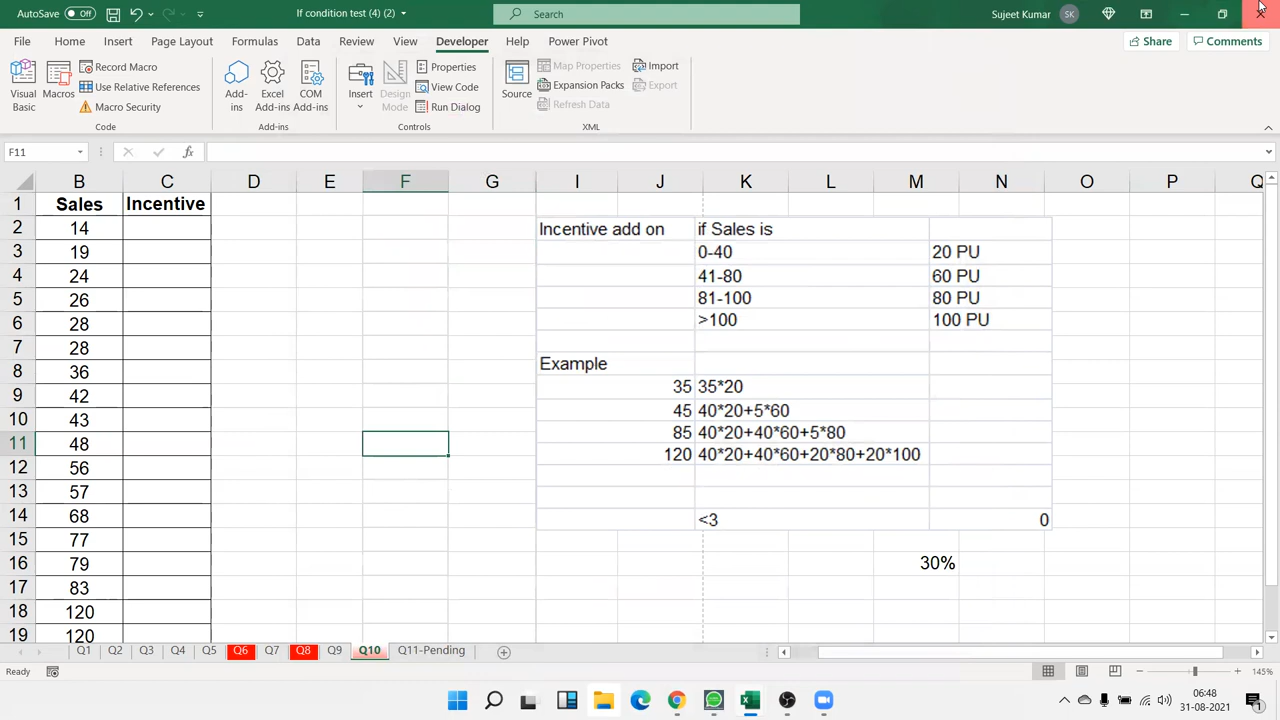 AutoSave Off If condition test (4) (2) Search Sujeet Kumar SK
File Home Insert Page Layout Formulas Data Review View Developer Help Power Pivot Share Comments
Visual Basic
Macros
Record Macro
Use Relative References
Macro Security
Code
Add-ins
Excel Add-ins
COM Add-ins
Add-ins
Insert
Design Mode
Properties
View Code
Run Dialog
Controls
Source
Map Properties
Expansion Packs
Refresh Data
Import
Export
XML
F11 fx
B C D E F G I J K L M N O P Q
1 Sales Incentive
2 14 Incentive add on if Sales is
3 19 0-40 20 PU
4 24 41-80 60 PU
5 26 81-100 80 PU
6 28 >100 100 PU
7 28
8 36 Example
9 42 35 35*20
10 43 45 40*20+5*60
11 48 85 40*20+40*60+5*80
12 56 120 40*20+40*60+20*80+20*100
13 57
14 68 <3 0
15 77
16 79 30%
17 83
18 120
19 120
Q1 Q2 Q3 Q4 Q5 Q6 Q7 Q8 Q9 Q10 Q11-Pending
Ready 145%
06:48
31-08-2021
1